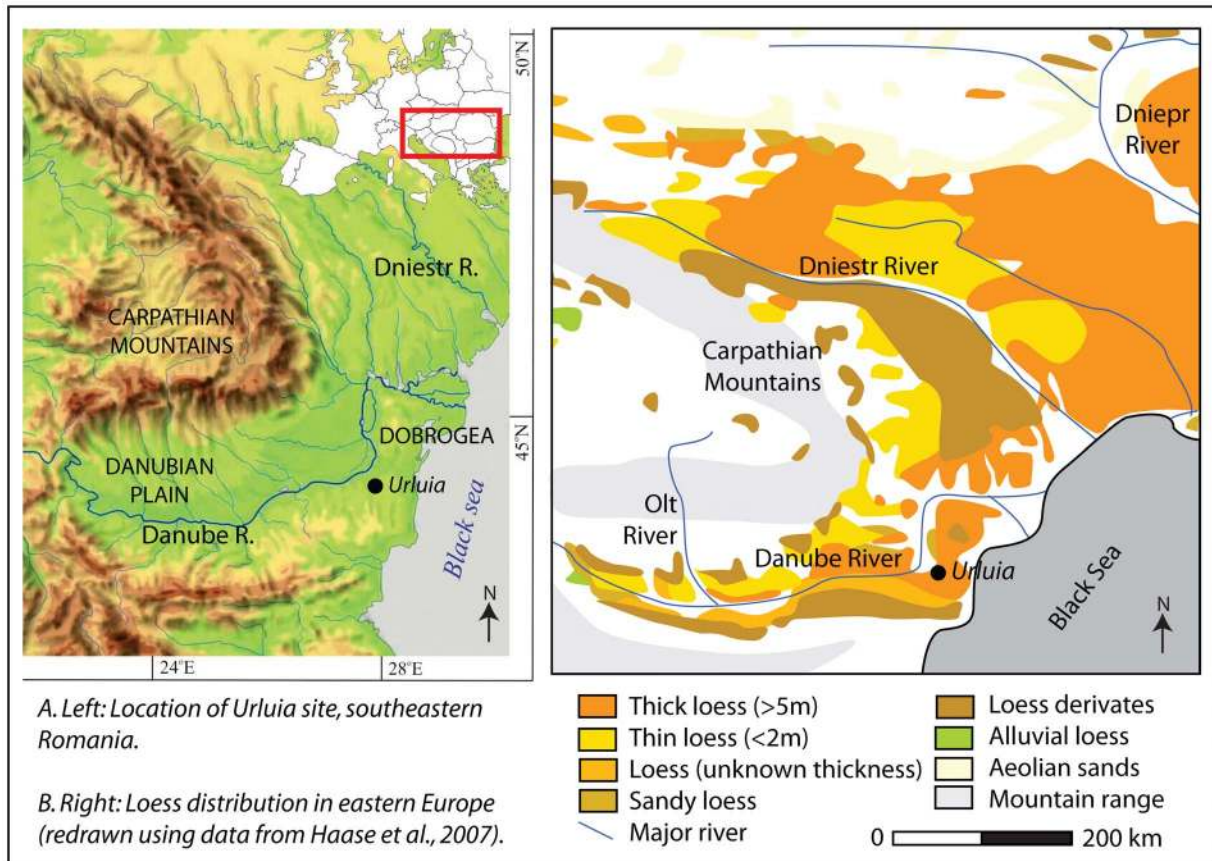 50°N
Dniestr R.
CARPATHIAN
MOUNTAINS
DOBROGEA
45°N
DANUBIAN
PLAIN
Urluia
Danube R.
Black sea
N
24°E
28°E
Dniepr
River
Dniestr River
Carpathian
Mountains
Olt
River
Danube River
Urluia
Black Sea
N
A. Left: Location of Urluia site, southeastern
Romania.
B. Right: Loess distribution in eastern Europe
(redrawn using data from Haase et al., 2007).
Thick loess (>5m)
Thin loess (<2m)
Loess (unknown thickness)
Sandy loess
Major river
Loess derivates
Alluvial loess
Aeolian sands
Mountain range
0 200 km